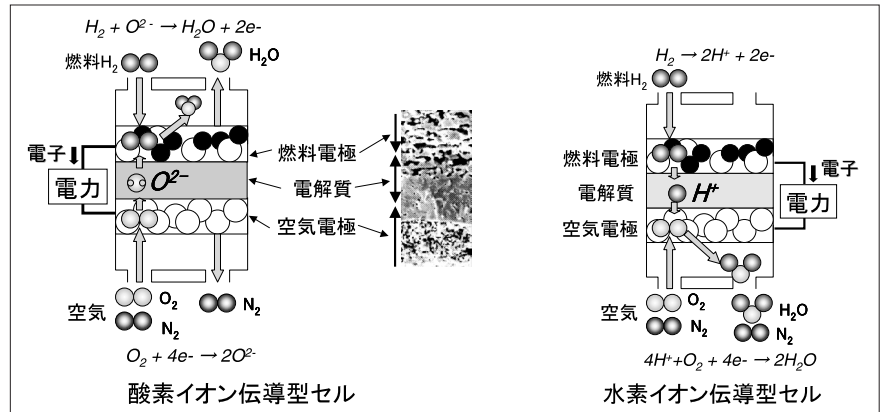 H₂ + O²⁻ → H₂O + 2e-
燃料H₂
H₂O
電子
電力
O²⁻
燃料電極
電解質
空気電極
空気
O₂
N₂
N₂
O₂ + 4e- → 2O²⁻
酸素イオン伝導型セル
H₂ → 2H⁺ + 2e-
燃料H₂
燃料電極
電解質
空気電極
H⁺
電子
電力
空気
O₂
N₂
H₂O
N₂
4H⁺+O₂ + 4e- → 2H₂O
水素イオン伝導型セル